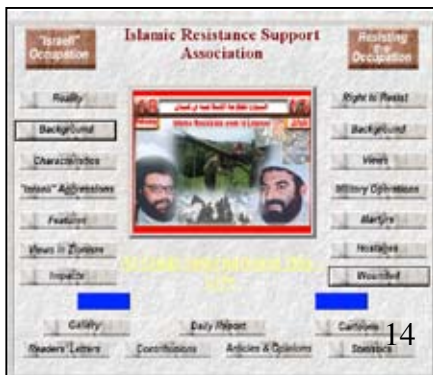 "Israeli"
Occupation
Islamic Resistance Support
Association
Resisting
the
Occupation
Reality
Background
Characteristics
"Israeli" Aggressions
Features
Views in Zionism
Impacts
Right to Resist
Background
Views
Military Operations
Martyrs
Hostages
Wounded
Gallery
Daily Report
Cartoons
14
Readers' Letters
Contributions
Articles & Opinions
Statistics